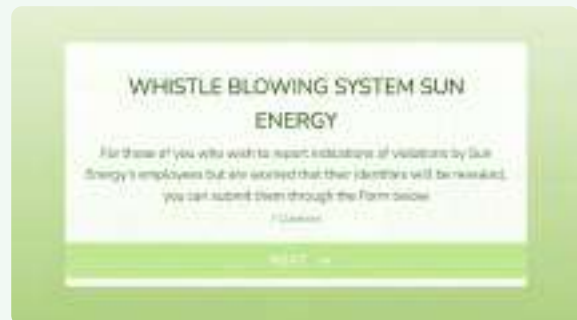 WHISTLE BLOWING SYSTEM SUN
ENERGY
For those of you who wish to report indications of violations by Sun
Energy's employees but are worried that their identities will be revealed,
you can submit them through the Form below
NEXT →